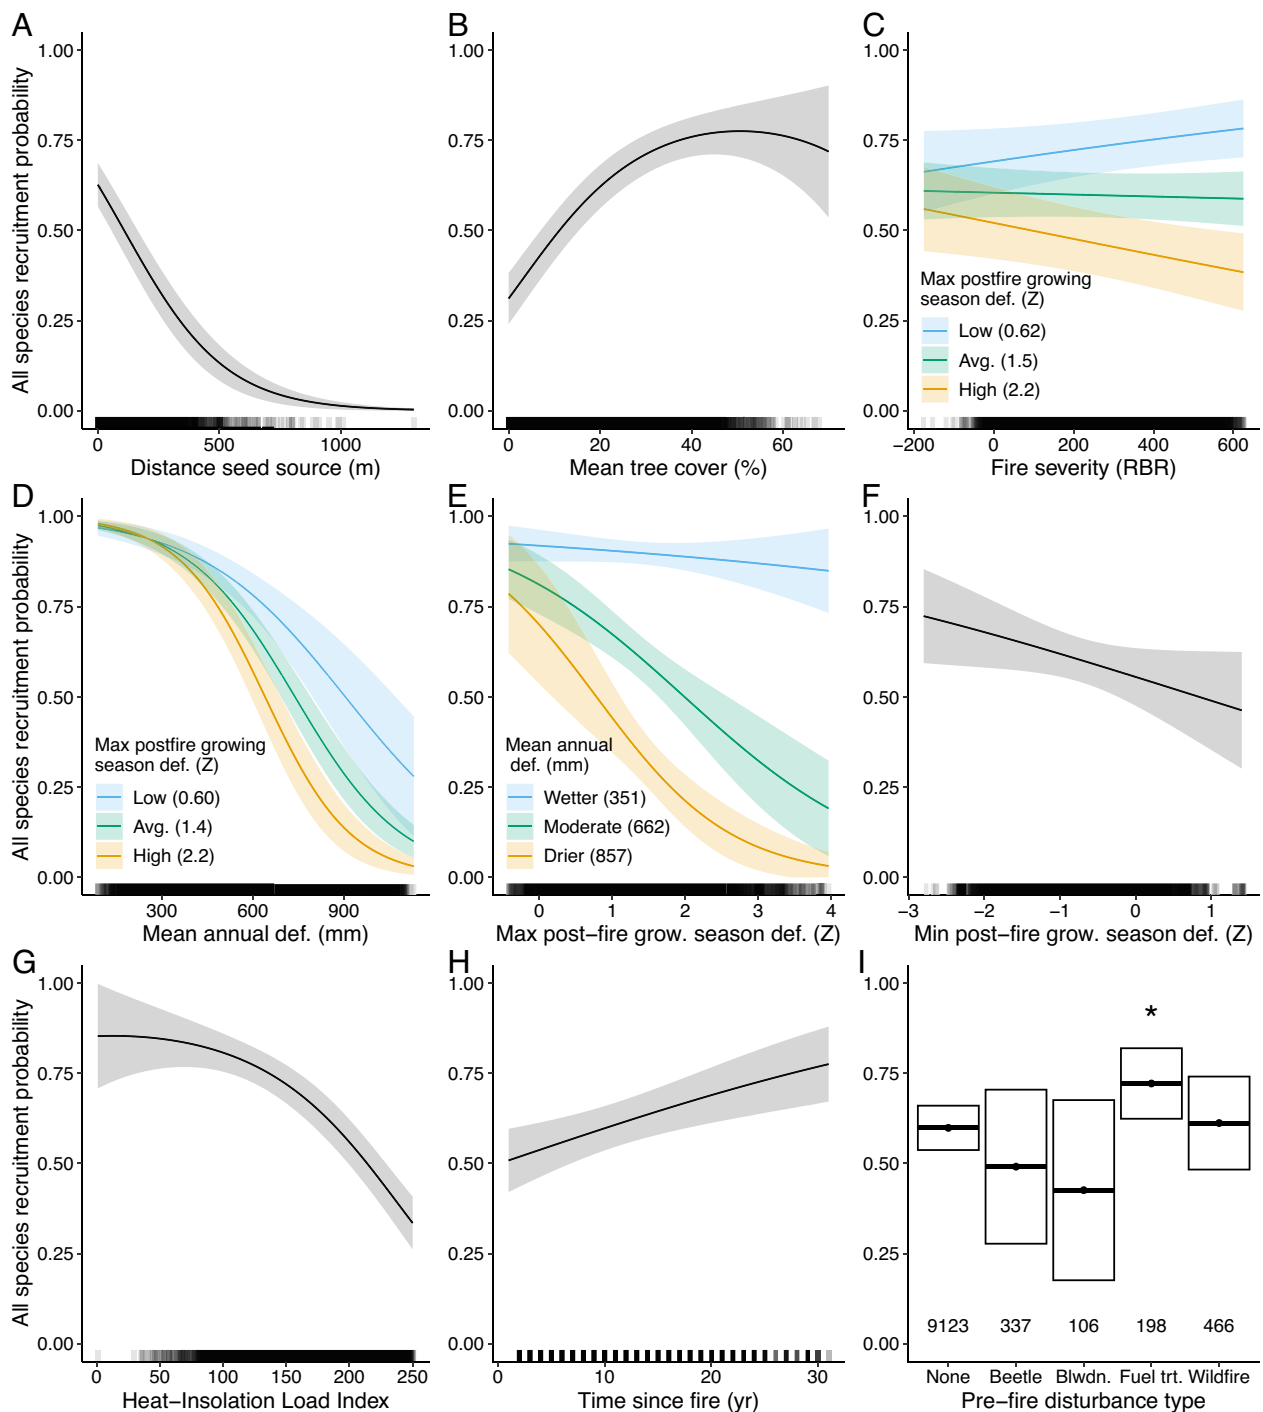 A
B
C
All species recruitment probability
1.00
0.75
0.50
0.25
0.00
0
500
1000
Distance seed source (m)
1.00
0.75
0.50
0.25
0.00
0
20
40
60
Mean tree cover (%)
1.00
0.75
0.50
0.25
0.00
Max postfire growing
season def. (Z)
Low (0.62)
Avg. (1.5)
High (2.2)
−200
0
200
400
600
Fire severity (RBR)
D
E
F
All species recruitment probability
1.00
0.75
0.50
0.25
0.00
Max postfire growing
season def. (Z)
Low (0.60)
Avg. (1.4)
High (2.2)
300
600
900
Mean annual def. (mm)
1.00
0.75
0.50
0.25
0.00
Mean annual
def. (mm)
Wetter (351)
Moderate (662)
Drier (857)
0
1
2
3
4
Max post−fire grow. season def. (Z)
1.00
0.75
0.50
0.25
0.00
−3
−2
−1
0
1
Min post−fire grow. season def. (Z)
G
H
I
All species recruitment probability
1.00
0.75
0.50
0.25
0.00
0
50
100
150
200
250
Heat−Insolation Load Index
1.00
0.75
0.50
0.25
0.00
0
10
20
30
Time since fire (yr)
1.00
0.75
0.50
0.25
0.00
*
9123
337
106
198
466
None
Beetle
Blwdn.
Fuel trt.
Wildfire
Pre−fire disturbance type